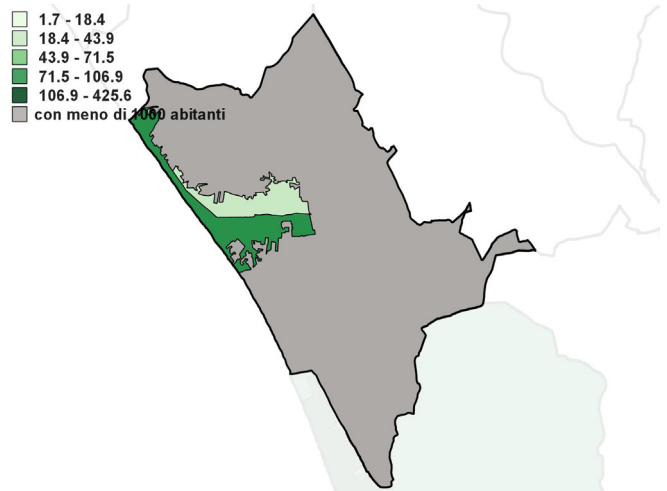 1.7 - 18.4
18.4 - 43.9
43.9 - 71.5
71.5 - 106.9
106.9 - 425.6
con meno di 1000 abitanti